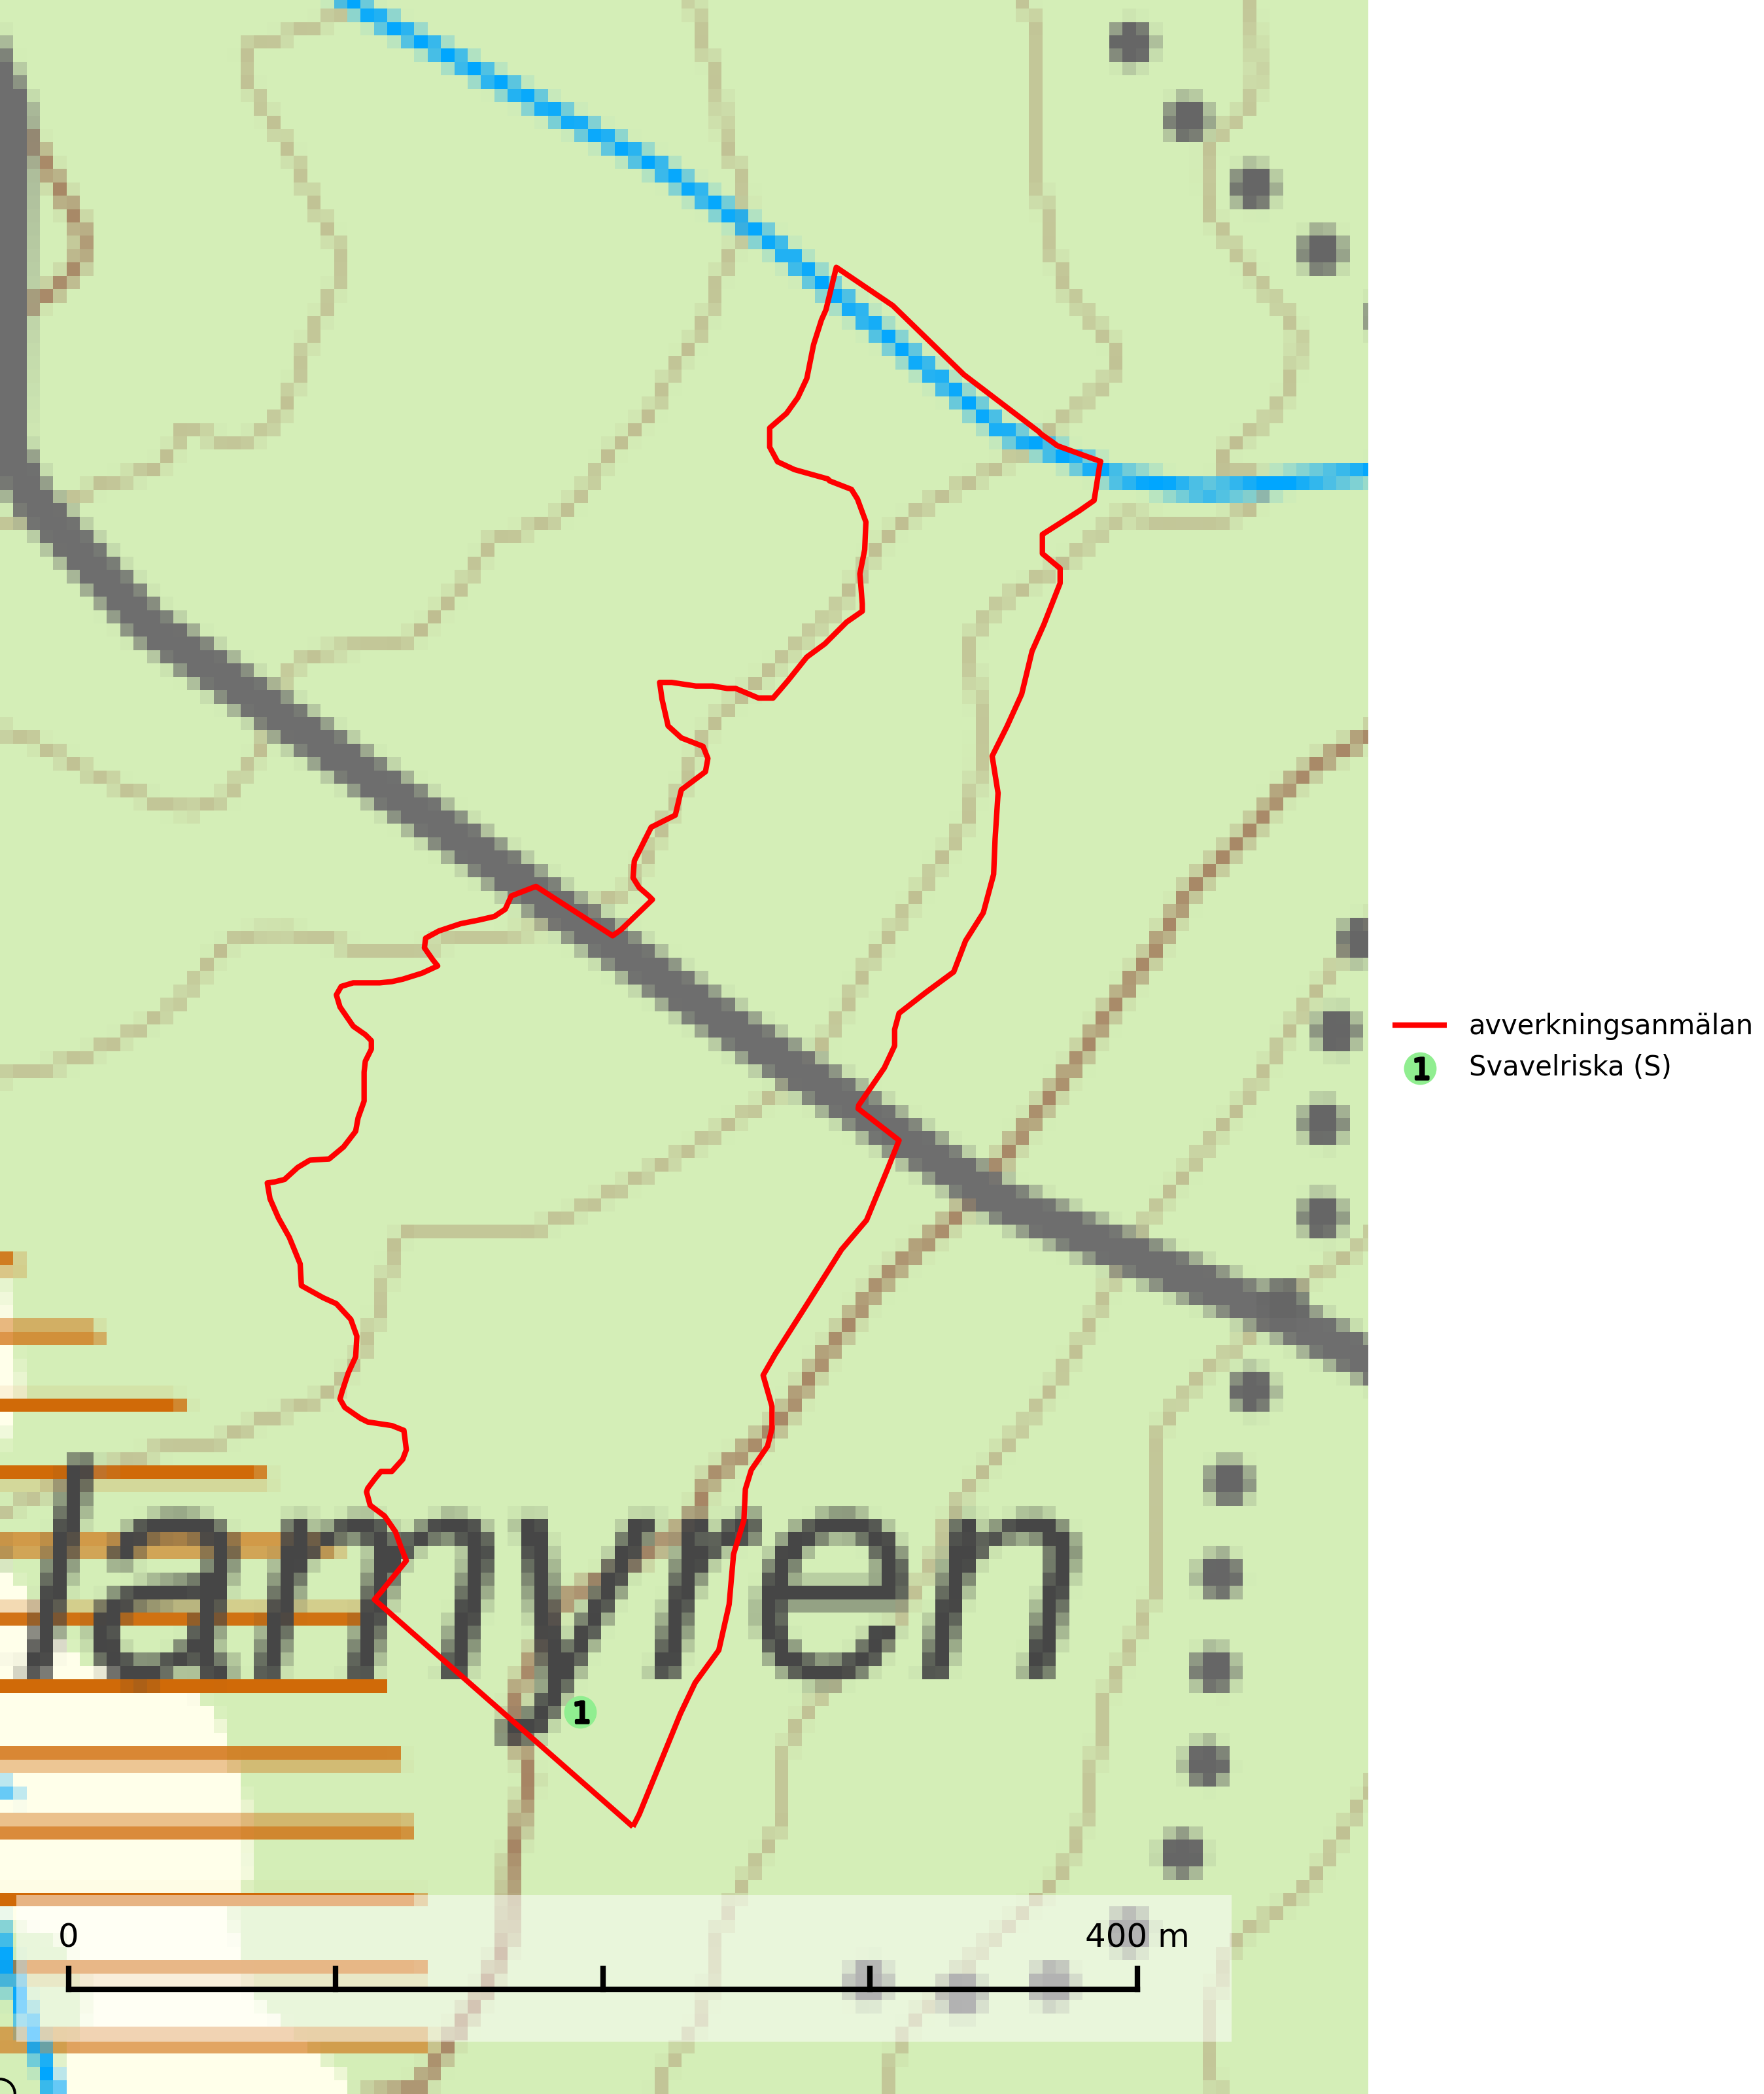 avverkningsanmälan
1 Svavelriska (S)
lamyren
1
0 400 m